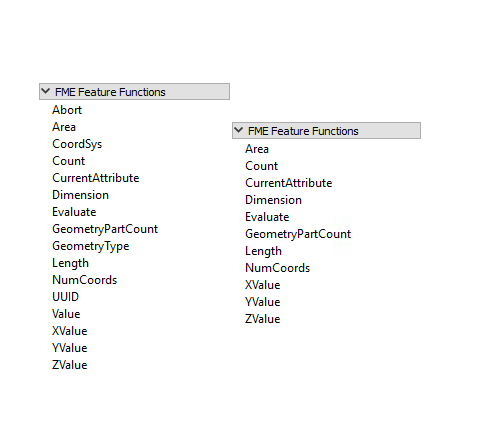 FME Feature Functions
Abort
Area
CoordSys
Count
CurrentAttribute
Dimension
Evaluate
GeometryPartCount
GeometryType
Length
NumCoords
UUID
Value
XValue
YValue
ZValue
FME Feature Functions
Area
Count
CurrentAttribute
Dimension
Evaluate
GeometryPartCount
Length
NumCoords
XValue
YValue
ZValue